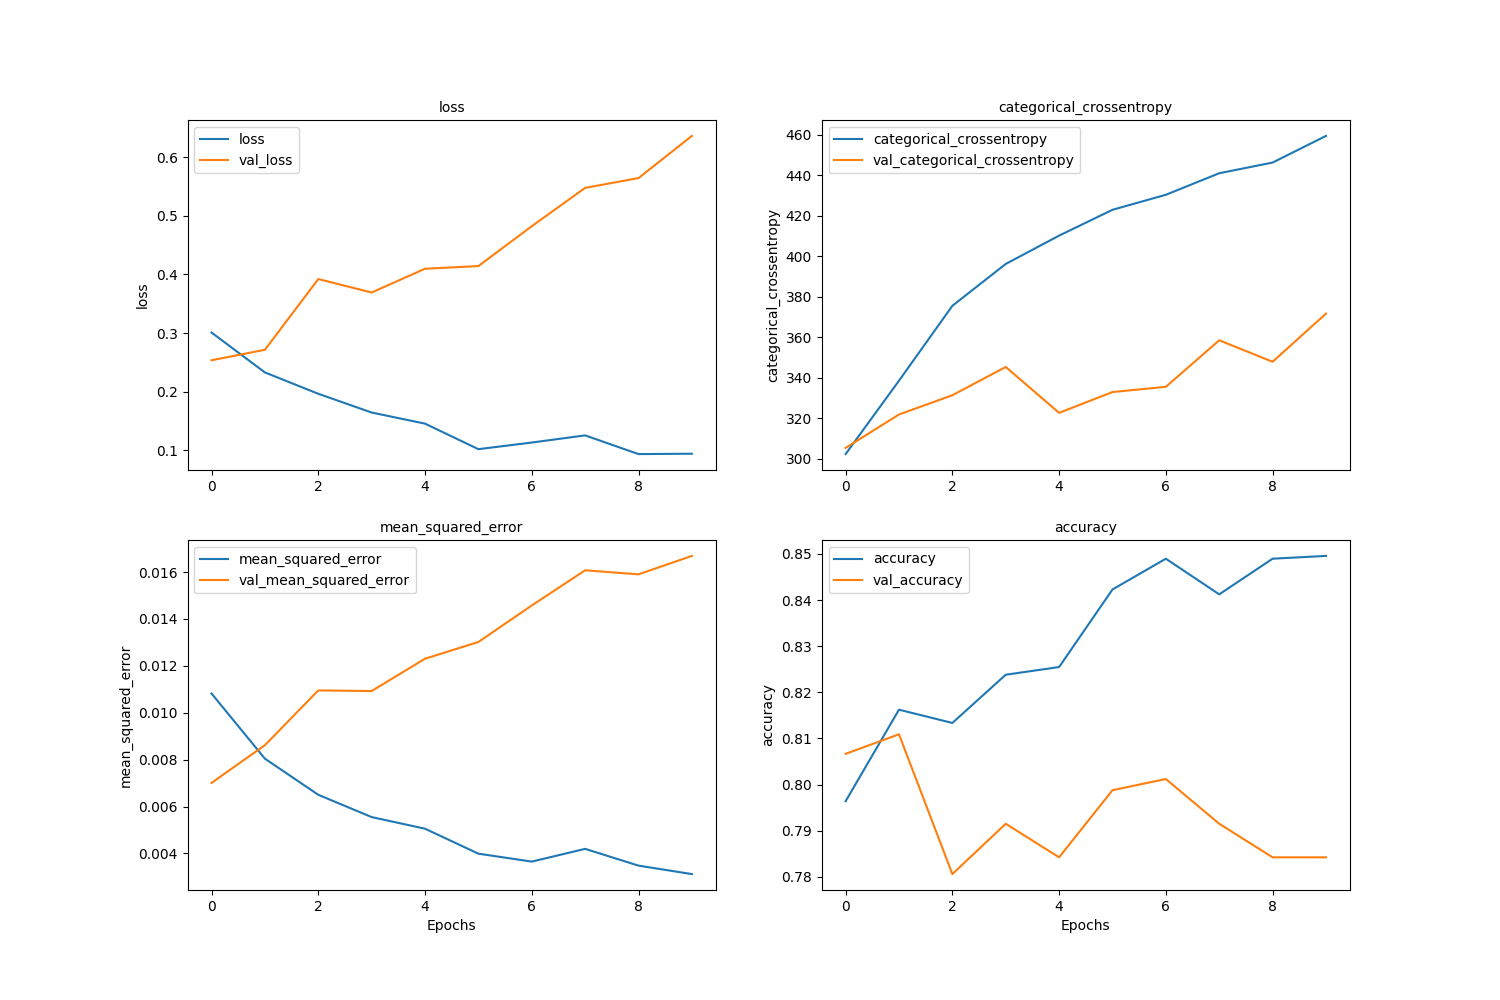 loss
loss
val_loss
0.6
0.5
0.4
0.3
0.2
0.1
loss
0 2 4 6 8
categorical_crossentropy
categorical_crossentropy
val_categorical_crossentropy
460
440
420
400
380
360
340
320
300
categorical_crossentropy
0 2 4 6 8
mean_squared_error
mean_squared_error
val_mean_squared_error
0.016
0.014
0.012
0.010
0.008
0.006
0.004
mean_squared_error
0 2 4 6 8
Epochs
accuracy
accuracy
val_accuracy
0.85
0.84
0.83
0.82
0.81
0.80
0.79
0.78
accuracy
0 2 4 6 8
Epochs